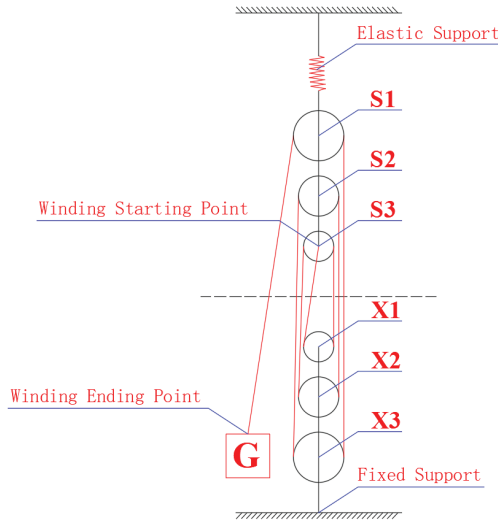 Elastic Support
S1
S2
Winding Starting Point
S3
X1
X2
Winding Ending Point
G
X3
Fixed Support